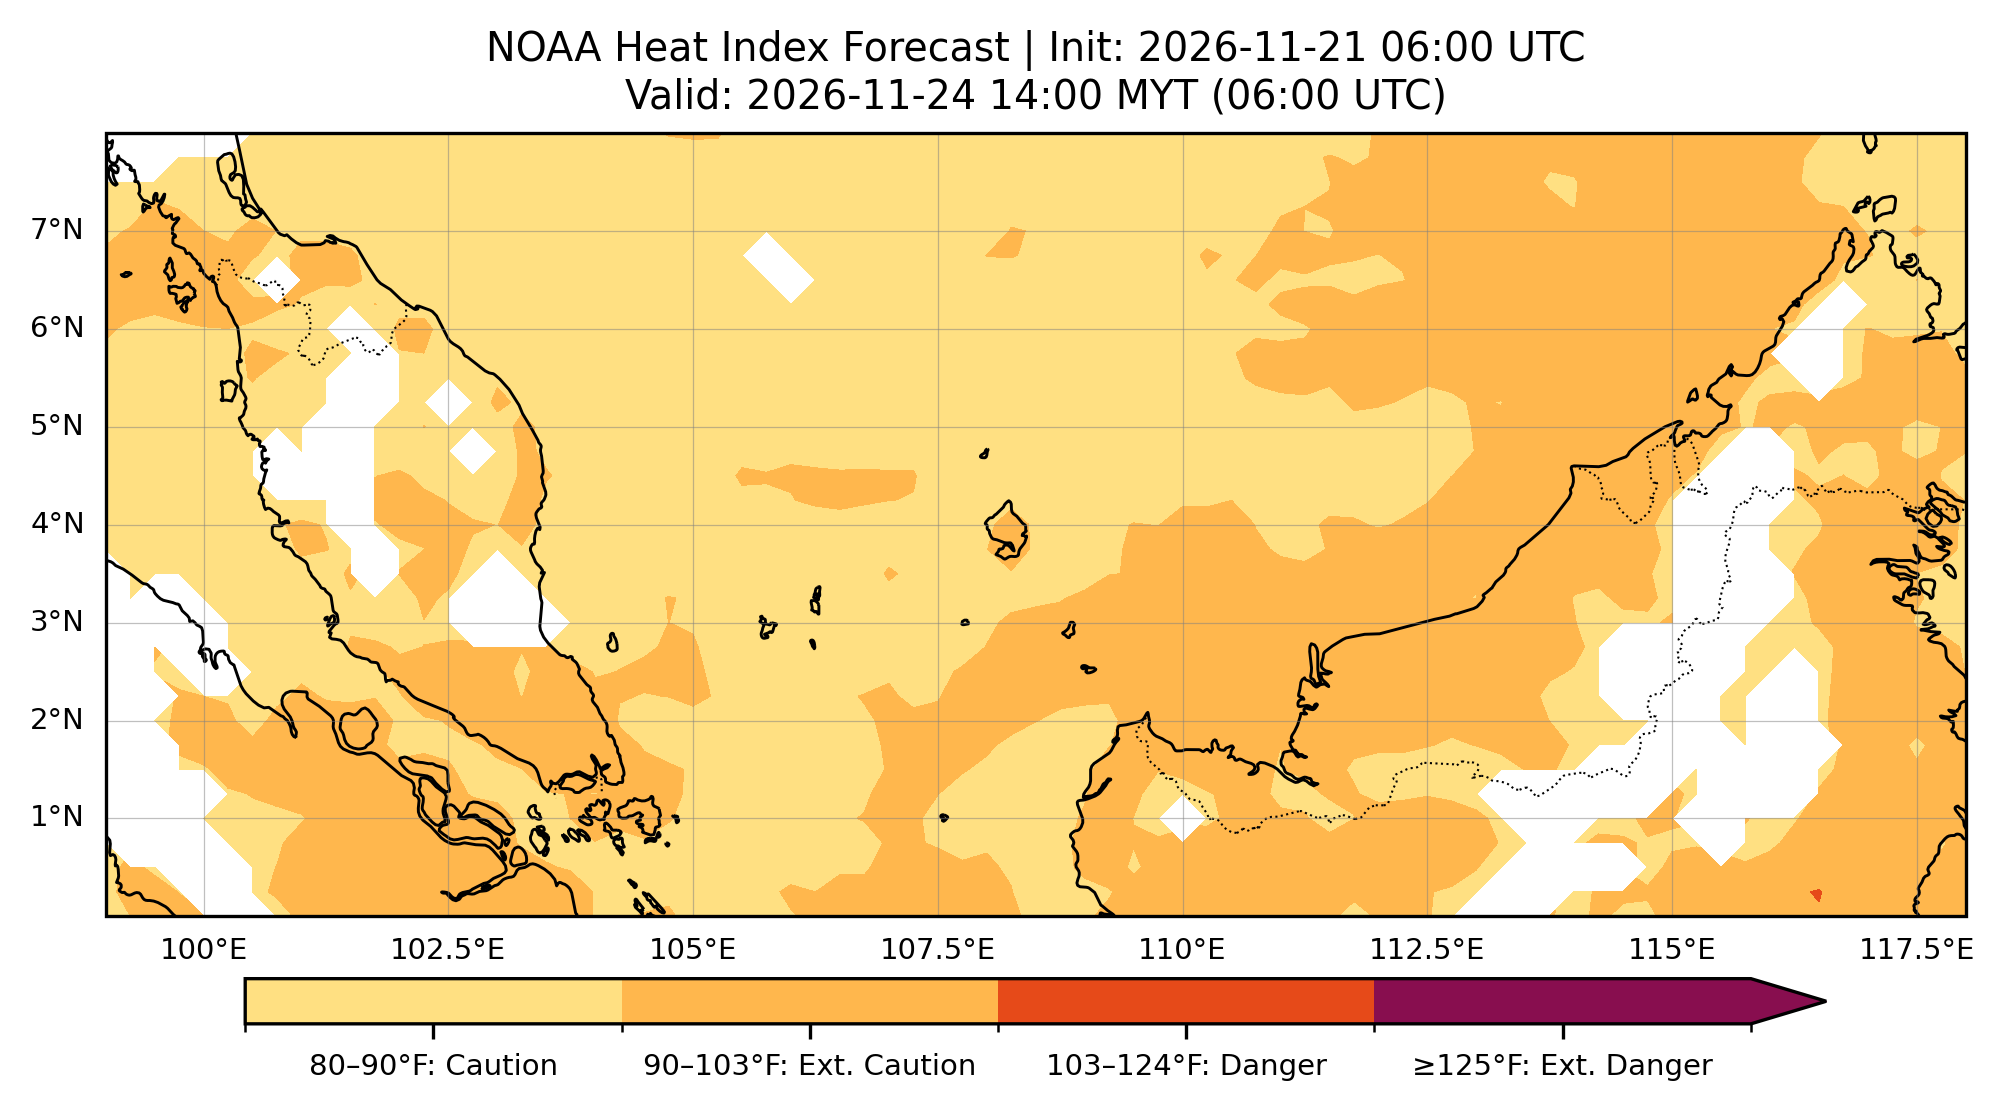 NOAA Heat Index Forecast | Init: 2026-11-21 06:00 UTC
Valid: 2026-11-24 14:00 MYT (06:00 UTC)
7°N
6°N
5°N
4°N
3°N
2°N
1°N
100°E 102.5°E 105°E 107.5°E 110°E 112.5°E 115°E 117.5°E
80–90°F: Caution 90–103°F: Ext. Caution 103–124°F: Danger ≥125°F: Ext. Danger